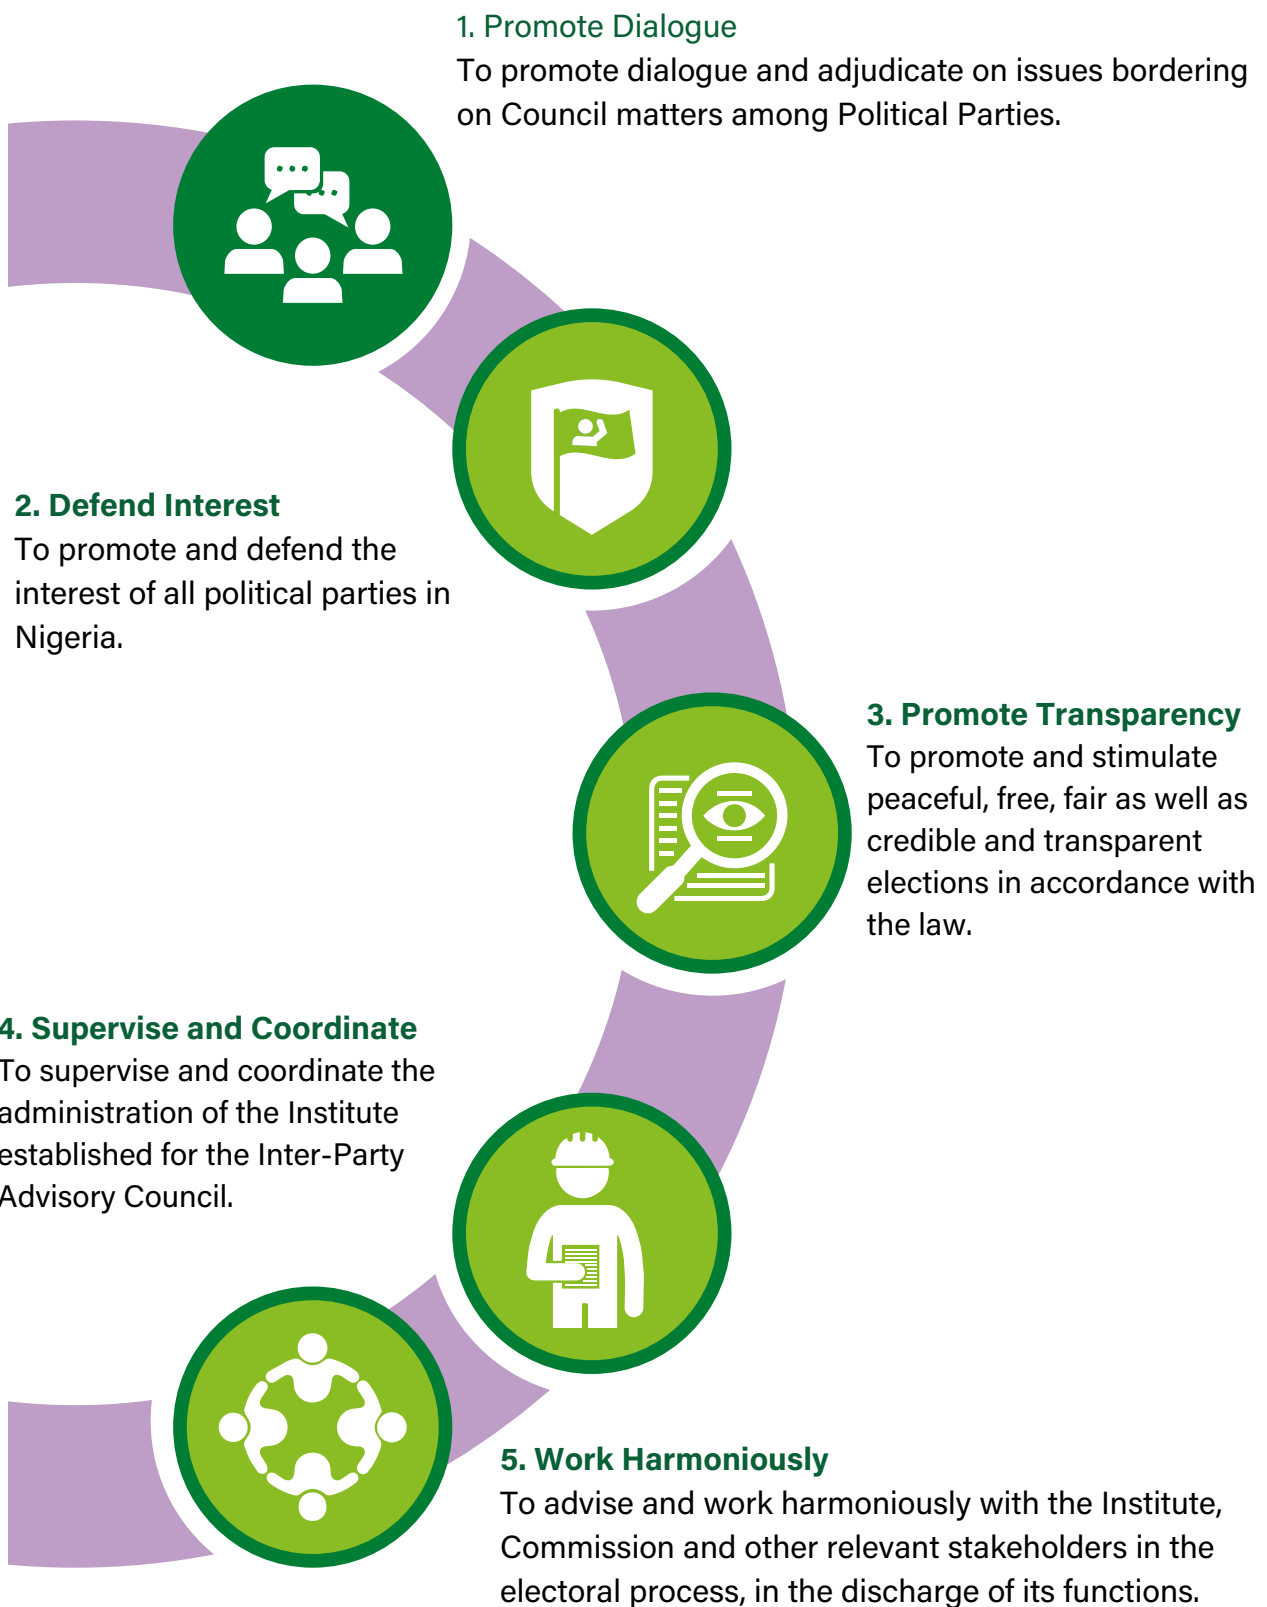 1. Promote Dialogue
To promote dialogue and adjudicate on issues bordering
on Council matters among Political Parties.
2. Defend Interest
To promote and defend the
interest of all political parties in
Nigeria.
3. Promote Transparency
To promote and stimulate
peaceful, free, fair as well as
credible and transparent
elections in accordance with
the law.
4. Supervise and Coordinate
To supervise and coordinate the
administration of the Institute
established for the Inter-Party
Advisory Council.
5. Work Harmoniously
To advise and work harmoniously with the Institute,
Commission and other relevant stakeholders in the
electoral process, in the discharge of its functions.